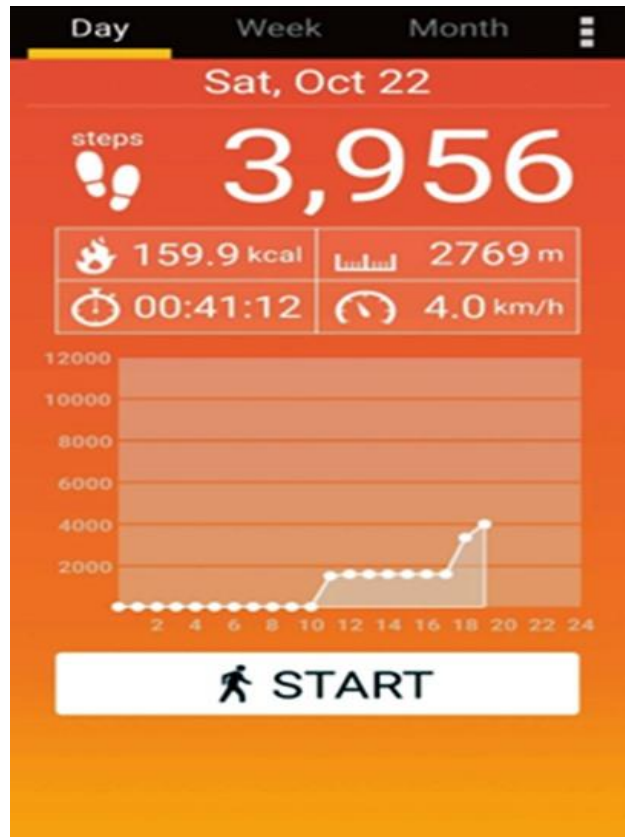 Day Week Month
Sat, Oct 22
steps
3,956
159.9 kcal 2769 m
00:41:12 4.0 km/h
12000
10000
8000
6000
4000
2000
2 4 6 8 10 12 14 16 18 20 22 24
START